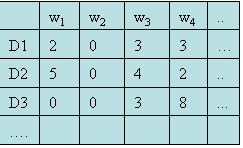 w₁ w₂ w₃ w₄ ..
D1 2 0 3 3 ....
D2 5 0 4 2 ..
D3 0 0 3 8 ...
....